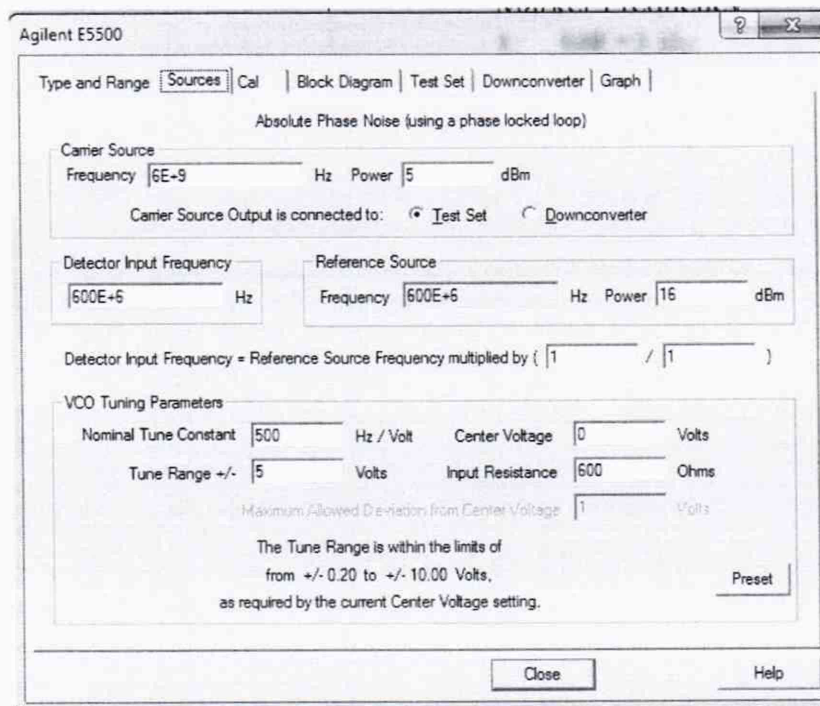 Agilent E5500
Type and Range Sources Cal Block Diagram Test Set Downconverter Graph
Absolute Phase Noise (using a phase locked loop)
Carrier Source
Frequency 6E+9 Hz Power 5 dBm
Carrier Source Output is connected to: Test Set Downconverter
Detector Input Frequency
600E+6 Hz
Reference Source
Frequency 600E+6 Hz Power 16 dBm
Detector Input Frequency = Reference Source Frequency multiplied by ( 1 / 1 )
VCO Tuning Parameters
Nominal Tune Constant 500 Hz / Volt Center Voltage 0 Volts
Tune Range +/- 5 Volts Input Resistance 600 Ohms
Maximum Allowed Deviation from Center Voltage 1 Volts
The Tune Range is within the limits of
from +/- 0.20 to +/- 10.00 Volts,
as required by the current Center Voltage setting.
Preset
Close Help